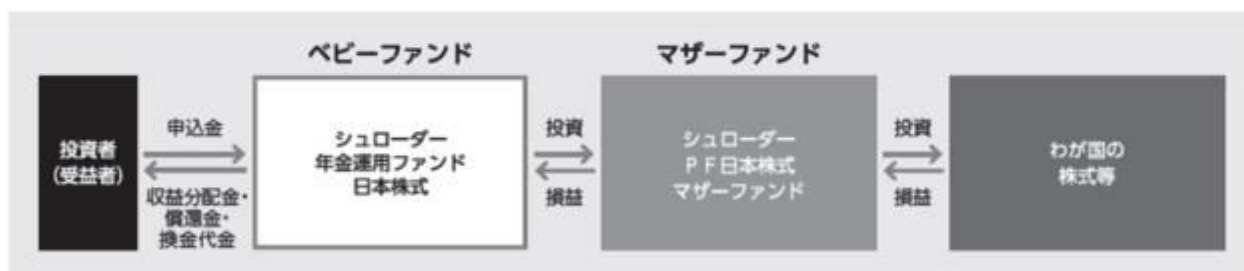 ベビーファンド
マザーファンド
投資者
(受益者)
申込金
収益分配金・
償還金・
換金代金
シュローダー
年金運用ファンド
日本株式
投資
損益
シュローダー
ＰＦ日本株式
マザーファンド
投資
損益
わが国の
株式等